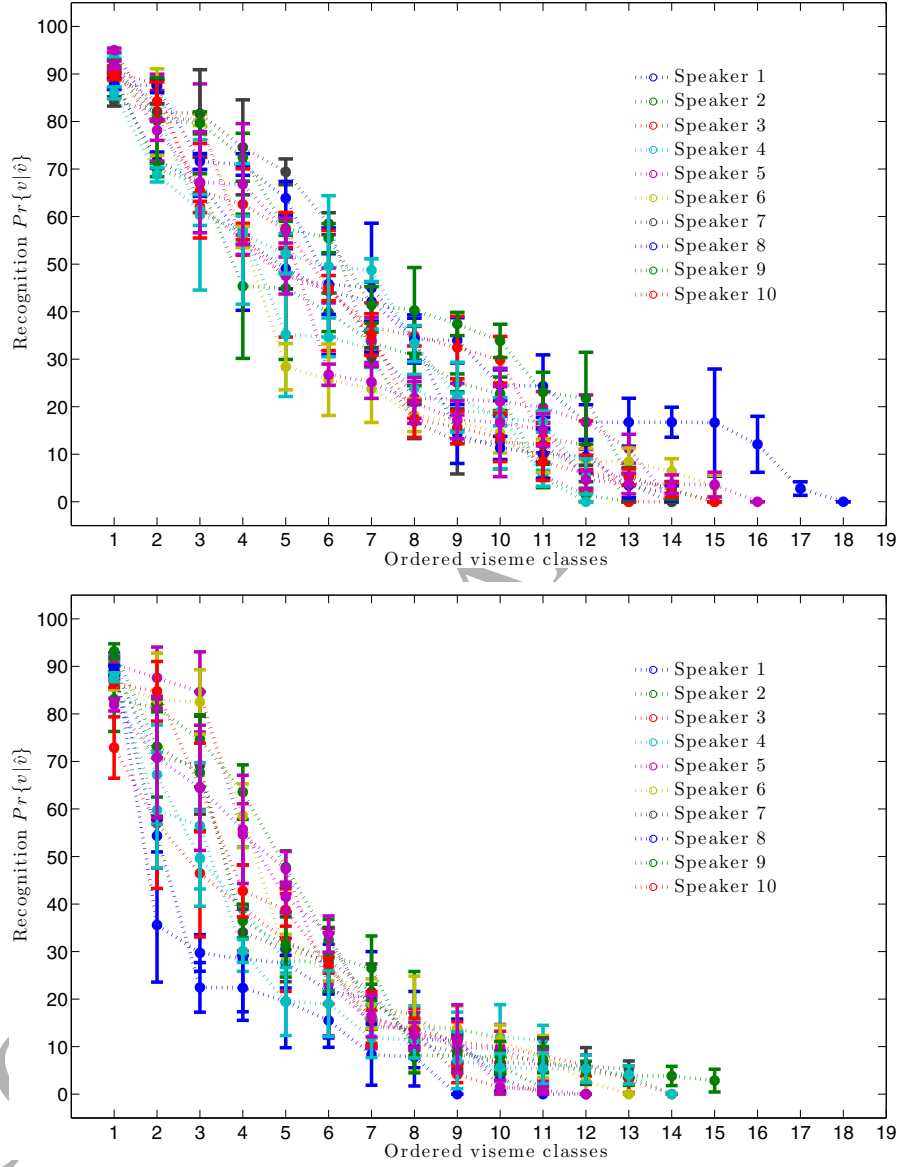 100
90
80
70
60
50
40
30
20
10
0
Recognition Pr{v|v̂}
Speaker 1
Speaker 2
Speaker 3
Speaker 4
Speaker 5
Speaker 6
Speaker 7
Speaker 8
Speaker 9
Speaker 10
1 2 3 4 5 6 7 8 9 10 11 12 13 14 15 16 17 18 19
Ordered viseme classes
100
90
80
70
60
50
40
30
20
10
0
Recognition Pr{v|v̂}
Speaker 1
Speaker 2
Speaker 3
Speaker 4
Speaker 5
Speaker 6
Speaker 7
Speaker 8
Speaker 9
Speaker 10
1 2 3 4 5 6 7 8 9 10 11 12 13 14 15 16 17 18 19
Ordered viseme classes